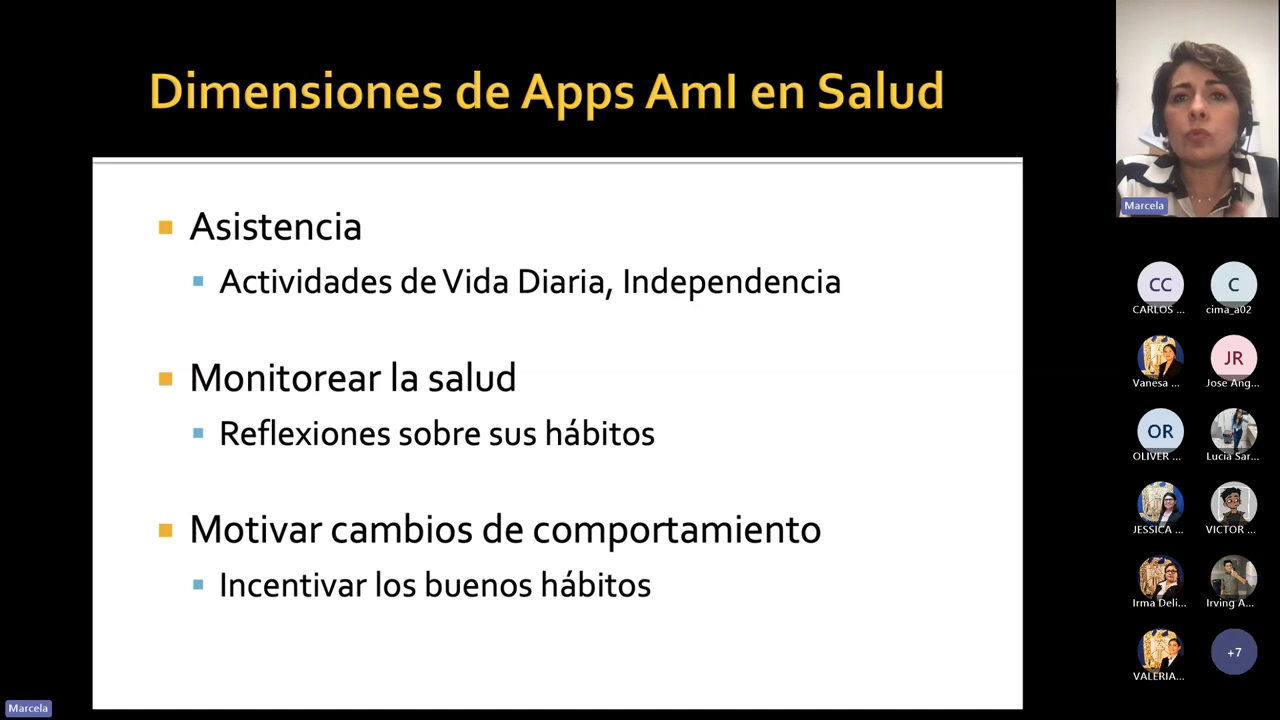 Dimensiones de Apps AmI en Salud
Asistencia
Actividades de Vida Diaria, Independencia
Monitorear la salud
Reflexiones sobre sus hábitos
Motivar cambios de comportamiento
Incentivar los buenos hábitos
Marcela
CC
CARLOS ...
C
cima_a02
Vanesa ...
JR
Jose Ang...
OR
OLIVER ...
Lucia Sar...
JESSICA ...
VICTOR ...
Irma Deli...
Irving A...
VALERIA...
+7
Marcela